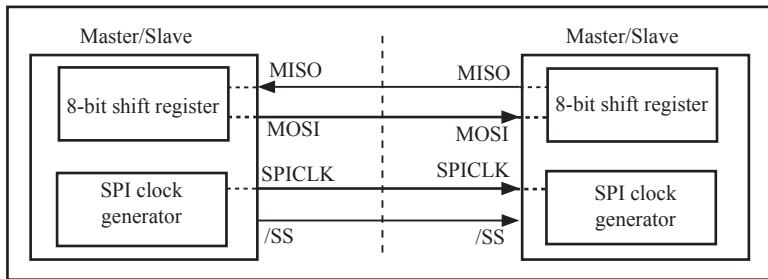 Master/Slave
Master/Slave
MISO
MISO
8-bit shift register
8-bit shift register
MOSI
MOSI
SPICLK
SPICLK
SPI clock
generator
SPI clock
generator
/SS
/SS